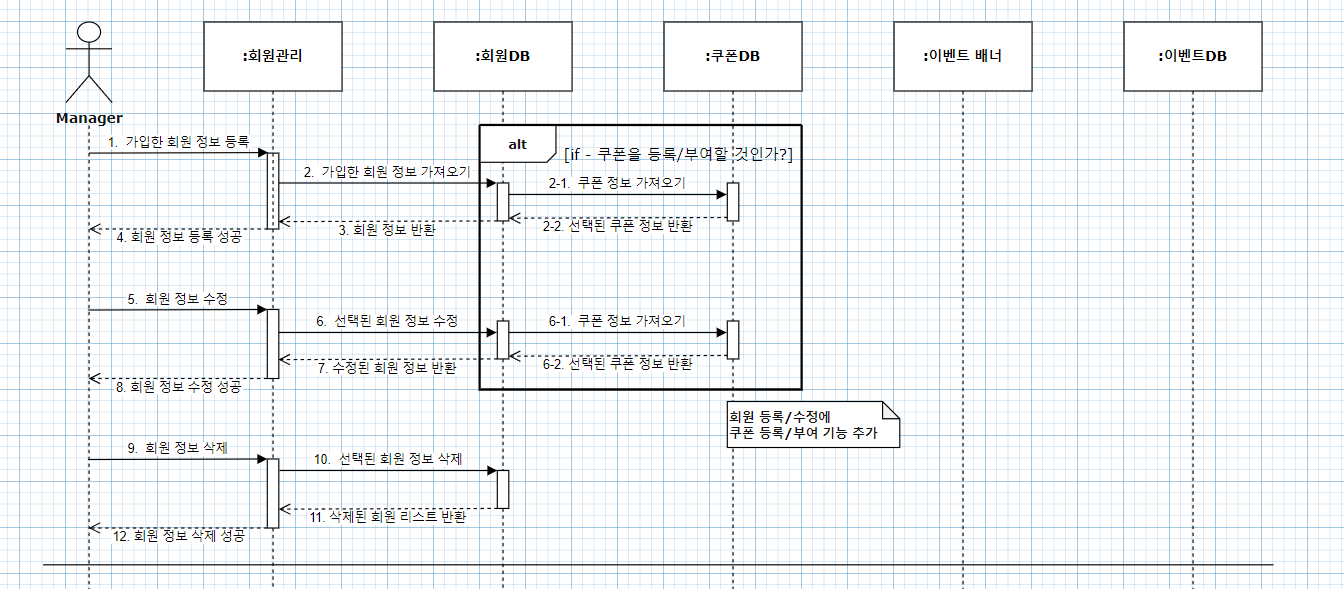 :회원관리
:회원DB
:쿠폰DB
:이벤트 배너
:이벤트DB
Manager
alt
[if - 쿠폰을 등록/부여할 것인가?]
1. 가입한 회원 정보 등록
2. 가입한 회원 정보 가져오기
2-1. 쿠폰 정보 가져오기
2-2. 선택된 쿠폰 정보 반환
3. 회원 정보 반환
4. 회원 정보 등록 성공
5. 회원 정보 수정
6. 선택된 회원 정보 수정
6-1. 쿠폰 정보 가져오기
6-2. 선택된 쿠폰 정보 반환
7. 수정된 회원 정보 반환
8. 회원 정보 수정 성공
회원 등록/수정에
쿠폰 등록/부여 기능 추가
9. 회원 정보 삭제
10. 선택된 회원 정보 삭제
11. 삭제된 회원 리스트 반환
12. 회원 정보 삭제 성공